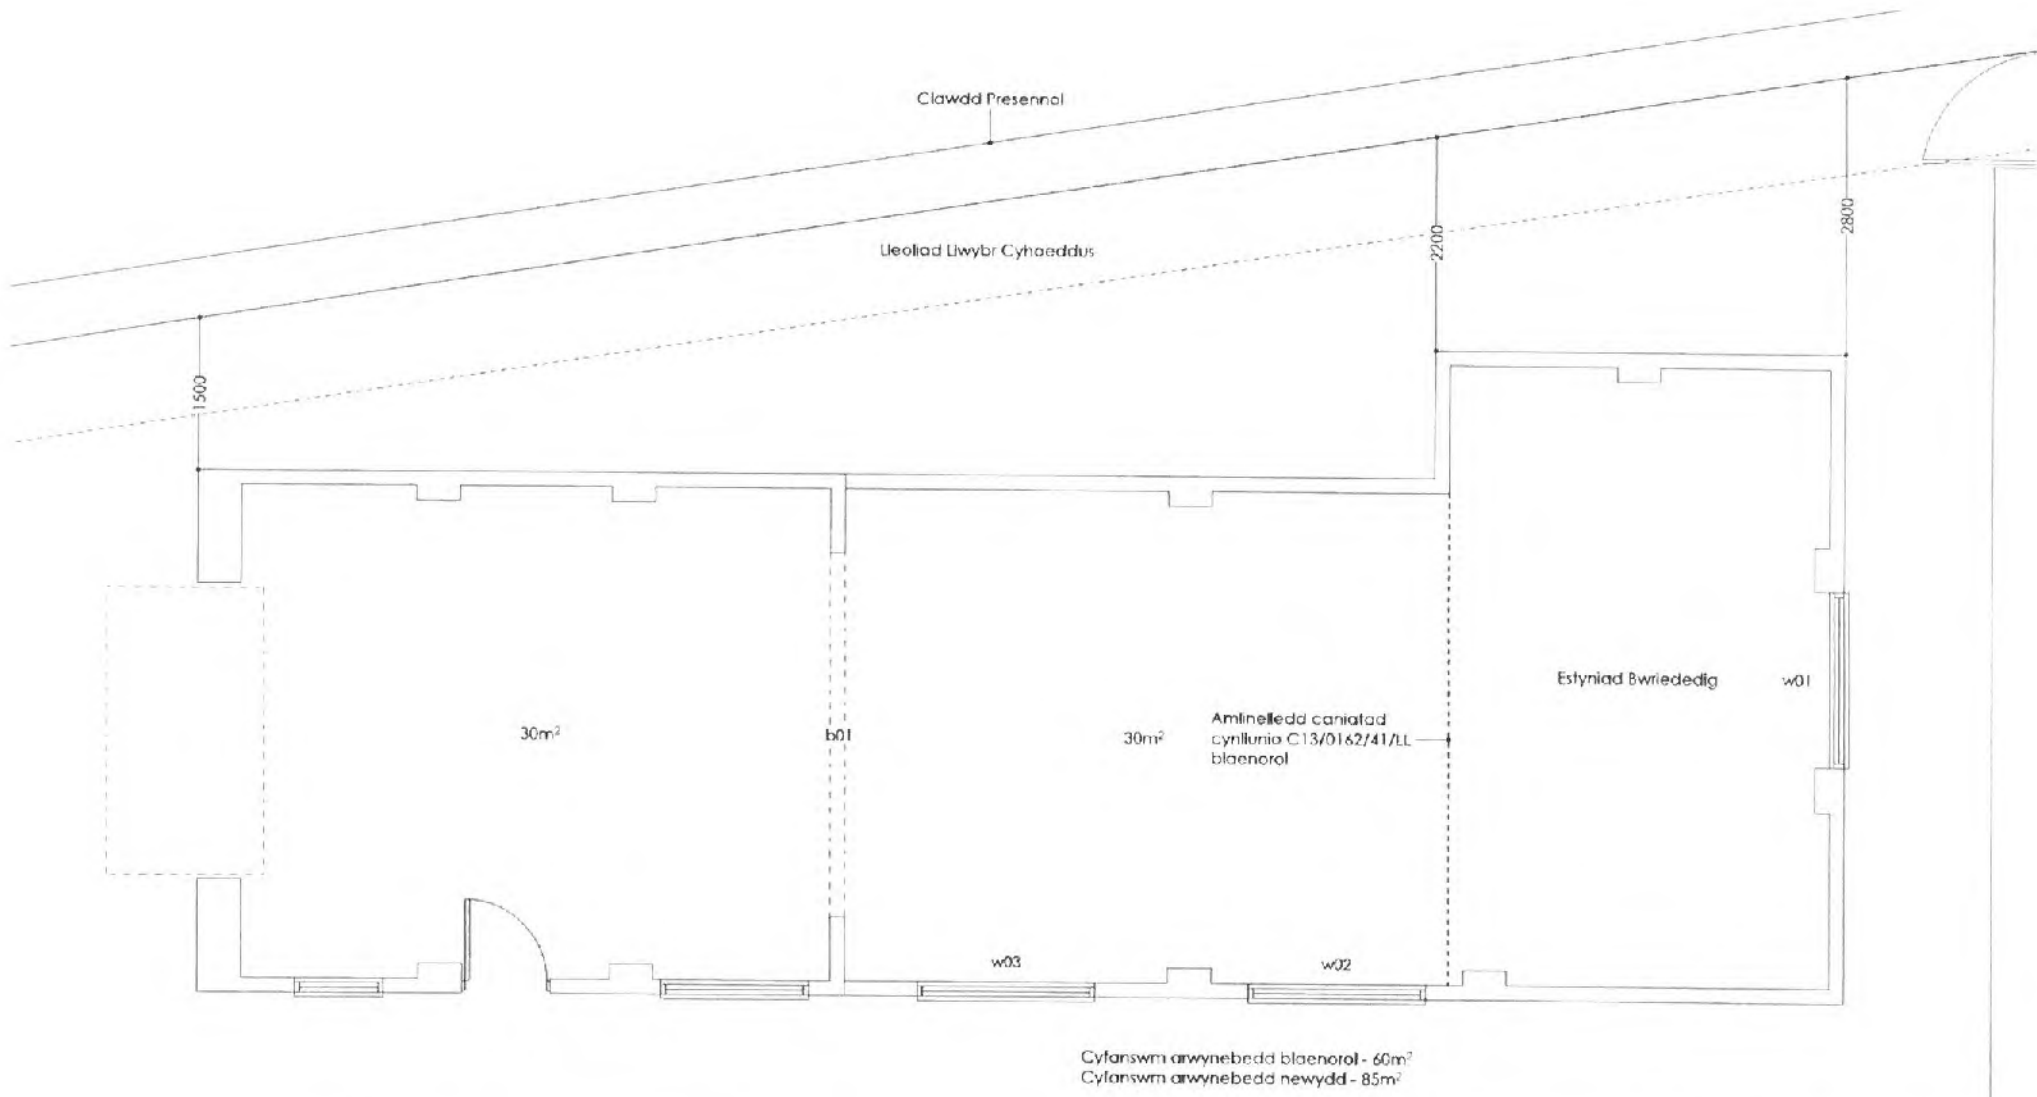 Clawdd Presennol
Lleoliad Llwybr Cyhaeddus
1500
2200
2800
30m²
b01
30m²
Amlinelledd caniatad
cynllunio C13/0162/41/LL
blaenorol
Estyniad Bwriededig
w01
w03
w02
Cyfanswm arwynebedd blaenorol - 60m²
Cyfanswm arwynebedd newydd - 85m²